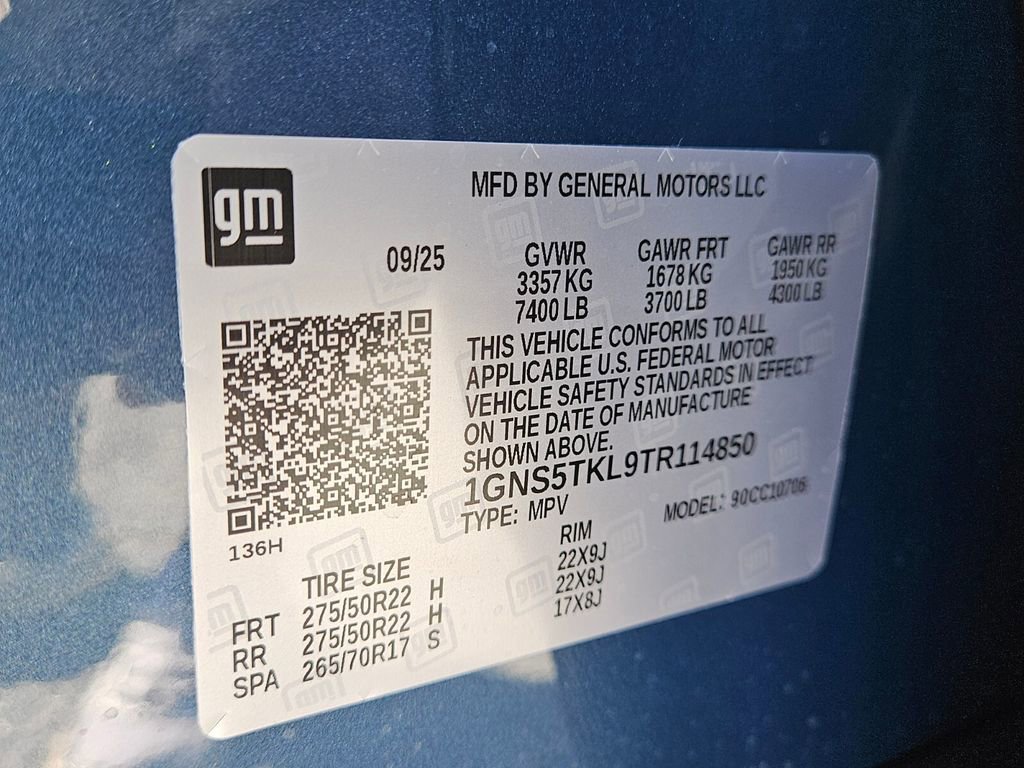 gm
MFD BY GENERAL MOTORS LLC
09/25
GVWR GAWR FRT GAWR RR
3357 KG 1678 KG 1950 KG
7400 LB 3700 LB 4300 LB
THIS VEHICLE CONFORMS TO ALL
APPLICABLE U.S. FEDERAL MOTOR
VEHICLE SAFETY STANDARDS IN EFFECT
ON THE DATE OF MANUFACTURE
SHOWN ABOVE.
1GNS5TKL9TR114850
TYPE: MPV MODEL: 90CC10706
136H
TIRE SIZE RIM
FRT 275/50R22 H 22X9J
RR 275/50R22 H 22X9J
SPA 265/70R17 S 17X8J